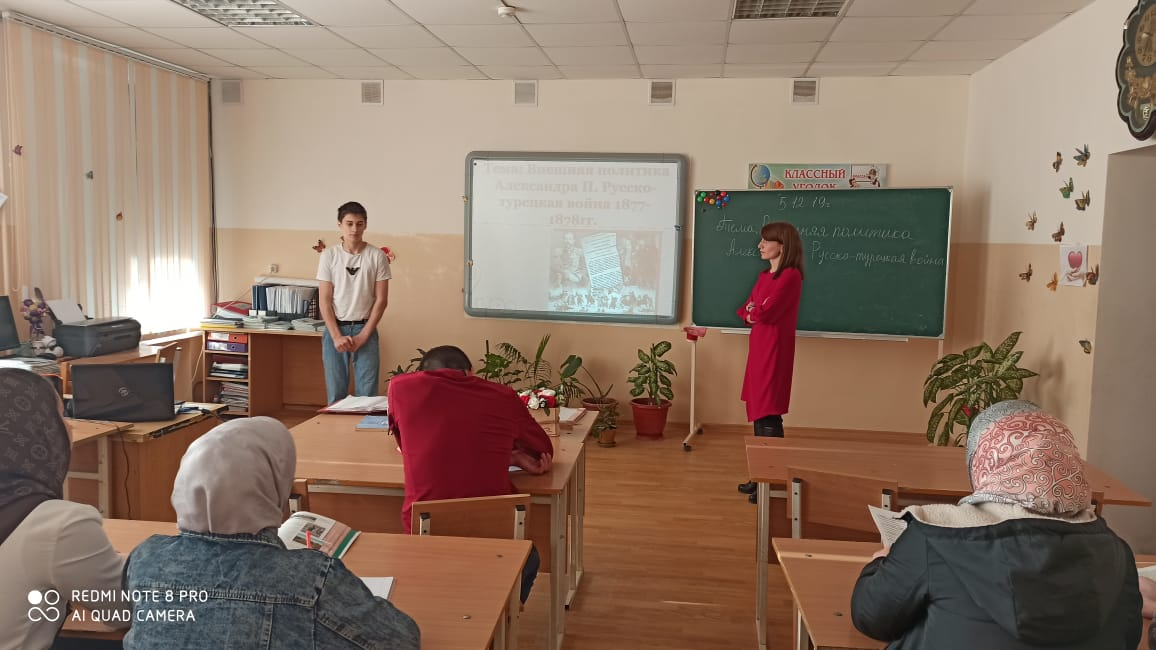 Тема: Внешняя политика
Александра II. Русско-
турецкая война 1877-
1878гг.
КЛАССНЫЙ
УГОЛОК
5.12.19г
Тема
политика
Русско-турецкая война
REDMI NOTE 8 PRO
AI QUAD CAMERA